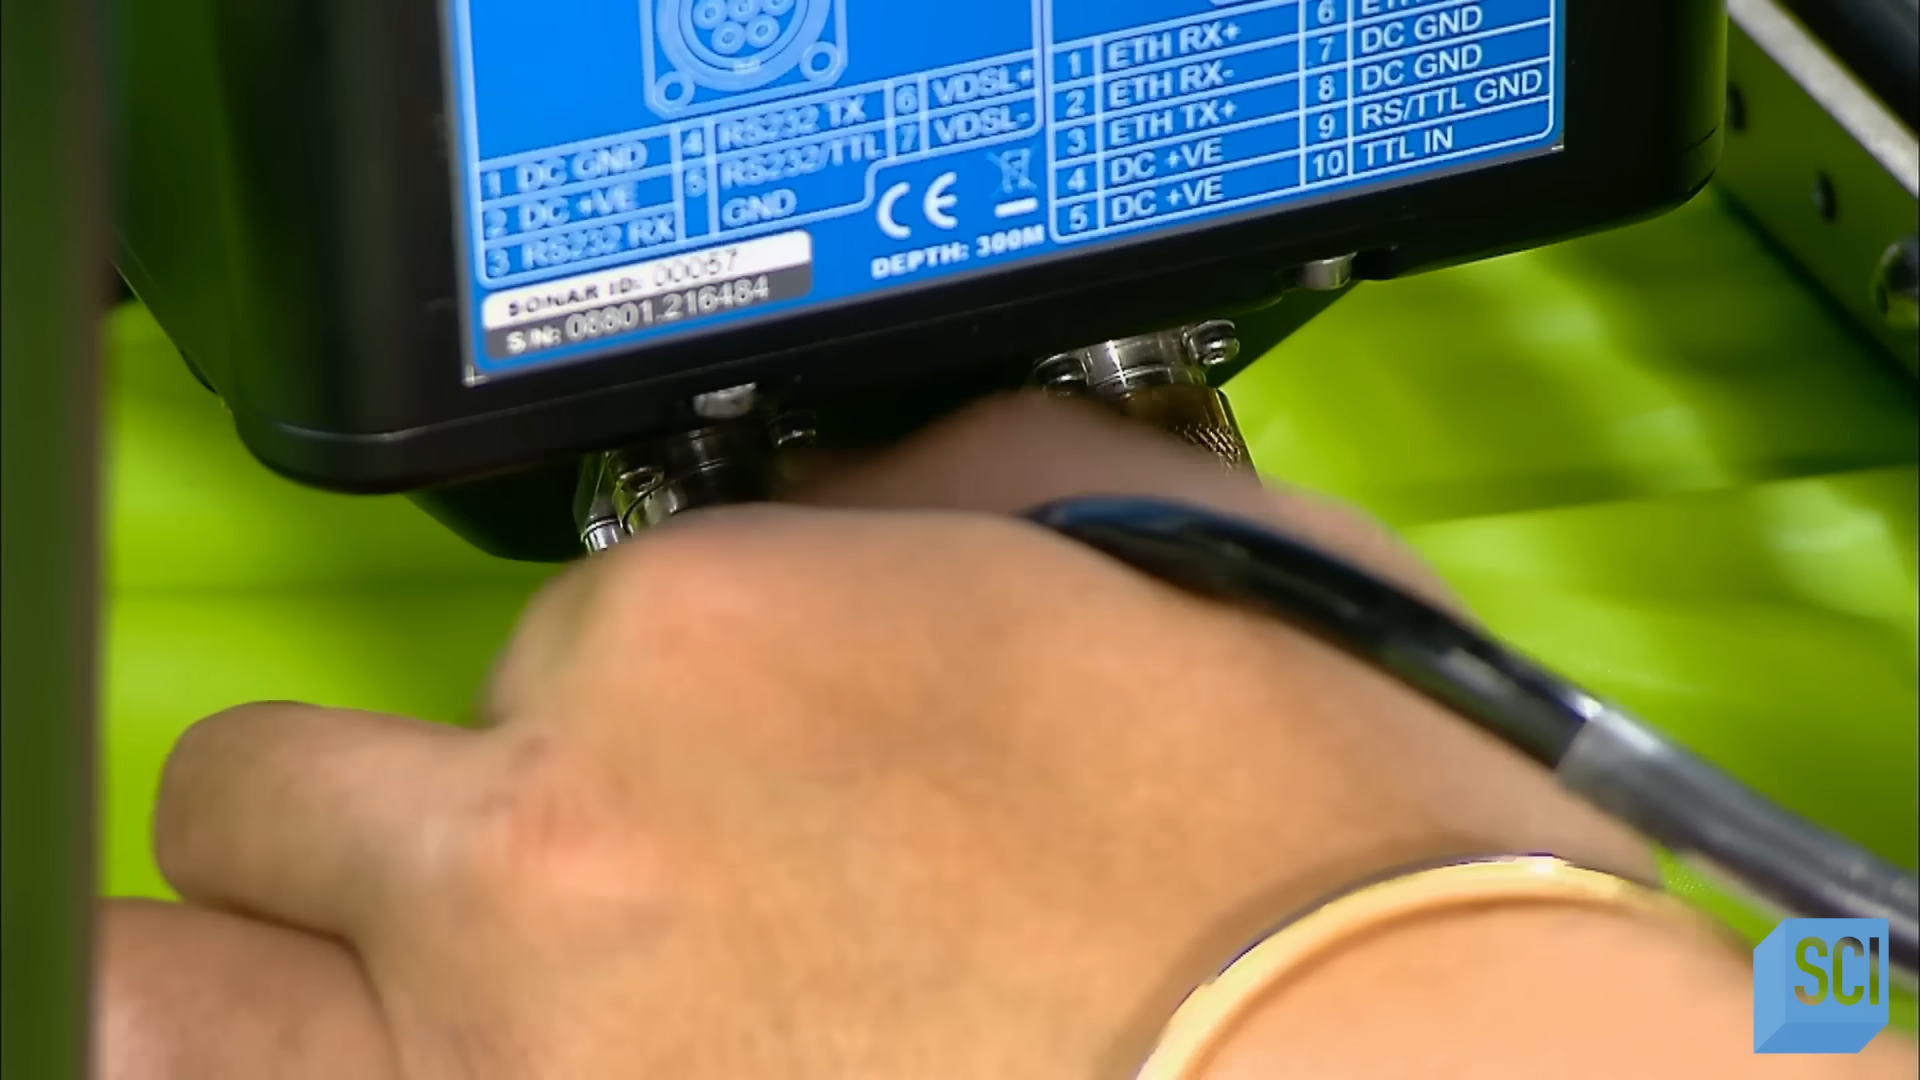 1 DC GND
2 DC +VE
3 RS232 RX
4 RS232 TX
5 RS232/TTL GND
6 VDSL+
7 VDSL-
SONAR ID: 00057
S/N: 08801.216484
CE
DEPTH: 300M
1 ETH RX+
2 ETH RX-
3 ETH TX+
4 DC +VE
5 DC +VE
6
7 DC GND
8 DC GND
9 RS/TTL GND
10 TTL IN
SCI